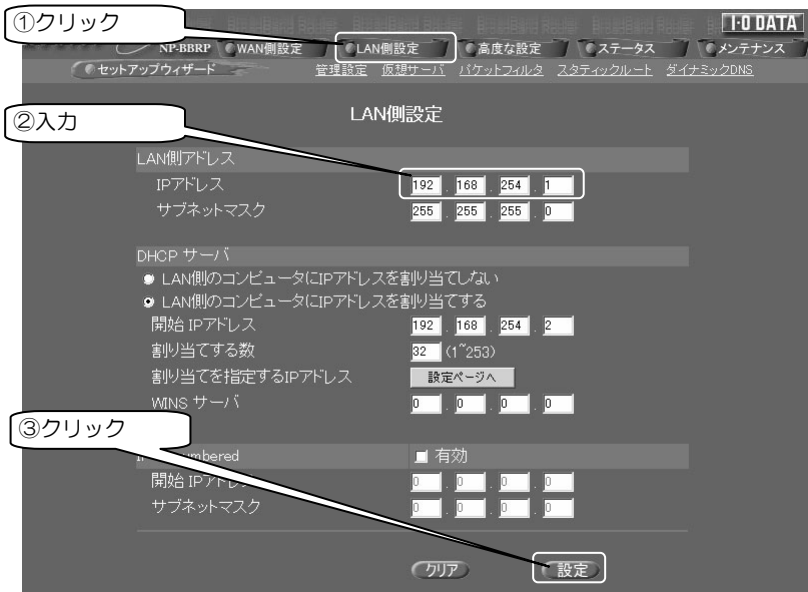 ①クリック
I·O DATA
NP-BBRP WAN側設定 LAN側設定 高度な設定 ステータス メンテナンス
セットアップウィザード 管理設定 仮想サーバ パケットフィルタ スタティックルート ダイナミックDNS
②入力
LAN側設定
LAN側アドレス
IPアドレス 192 . 168 . 254 . 1
サブネットマスク 255 . 255 . 255 . 0
DHCP サーバ
LAN側のコンピュータにIPアドレスを割り当てしない
LAN側のコンピュータにIPアドレスを割り当てする
開始 IPアドレス 192 . 168 . 254 . 2
割り当てする数 32 (1~253)
割り当てを指定するIPアドレス 設定ページへ
WINS サーバ 0 . 0 . 0 . 0
③クリック
umbered 有効
開始 IPアドレス 0 . 0 . 0 . 0
サブネットマスク 0 . 0 . 0 . 0
クリア 設定